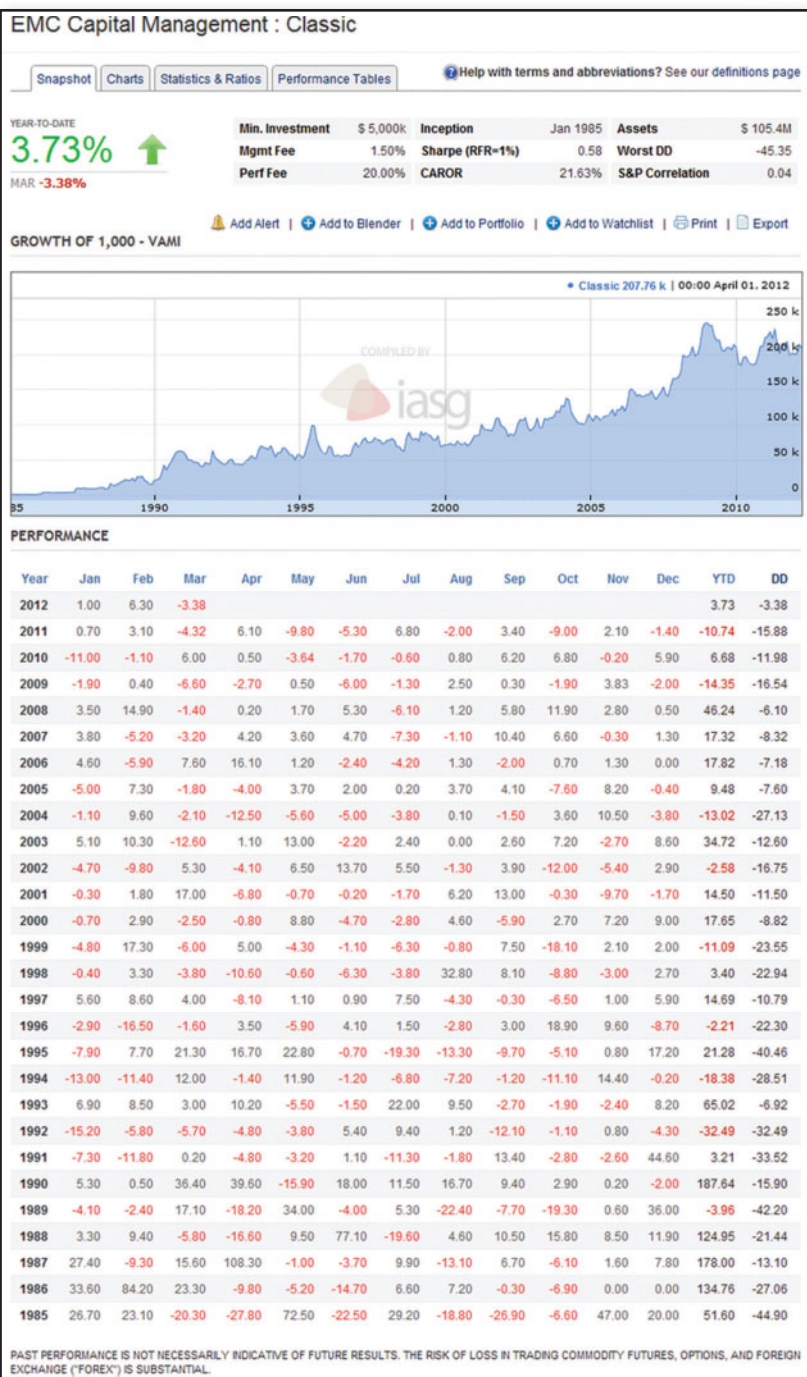 EMC Capital Management : Classic
Snapshot Charts Statistics & Ratios Performance Tables Help with terms and abbreviations? See our definitions page
YEAR-TO-DATE
3.73%
MAR -3.38%
Min. Investment $ 5,000k Inception Jan 1985 Assets $ 105.4M
Mgmt Fee 1.50% Sharpe (RFR=1%) 0.58 Worst DD -45.35
Perf Fee 20.00% CAROR 21.63% S&P Correlation 0.04
Add Alert | Add to Blender | Add to Portfolio | Add to Watchlist | Print | Export
GROWTH OF 1,000 - VAMI
Classic 207.76 k | 00:00 April 01, 2012
250 k
200 k
150 k
100 k
50 k
0
COMPILED BY
iasg
85 1990 1995 2000 2005 2010
PERFORMANCE
Year Jan Feb Mar Apr May Jun Jul Aug Sep Oct Nov Dec YTD DD
2012 1.00 6.30 -3.38 3.73 -3.38
2011 0.70 3.10 -4.32 6.10 -9.80 -5.30 6.80 -2.00 3.40 -9.00 2.10 -1.40 -10.74 -15.88
2010 -11.00 -1.10 6.00 0.50 -3.64 -1.70 -0.60 0.80 6.20 6.80 -0.20 5.90 6.68 -11.98
2009 -1.90 0.40 -6.60 -2.70 0.50 -6.00 -1.30 2.50 0.30 -1.90 3.83 -2.00 -14.35 -16.54
2008 3.50 14.90 -1.40 0.20 1.70 5.30 -6.10 1.20 5.80 11.90 2.80 0.50 46.24 -6.10
2007 3.80 -5.20 -3.20 4.20 3.60 4.70 -7.30 -1.10 10.40 6.60 -0.30 1.30 17.32 -8.32
2006 4.60 -5.90 7.60 16.10 1.20 -2.40 -4.20 1.30 -2.00 0.70 1.30 0.00 17.82 -7.18
2005 -5.00 7.30 -1.80 -4.00 3.70 2.00 0.20 3.70 4.10 -7.60 8.20 -0.40 9.48 -7.60
2004 -1.10 9.60 -2.10 -12.50 -5.60 -5.00 -3.80 0.10 -1.50 3.60 10.50 -3.80 -13.02 -27.13
2003 5.10 10.30 -12.60 1.10 13.00 -2.20 2.40 0.00 2.60 7.20 -2.70 8.60 34.72 -12.60
2002 -4.70 -9.80 5.30 -4.10 6.50 13.70 5.50 -1.30 3.90 -12.00 -5.40 2.90 -2.58 -16.75
2001 -0.30 1.80 17.00 -6.80 -0.70 -0.20 -1.70 6.20 13.00 -0.30 -9.70 -1.70 14.50 -11.50
2000 -0.70 2.90 -2.50 -0.80 8.80 -4.70 -2.80 4.60 -5.90 2.70 7.20 9.00 17.65 -8.82
1999 -4.80 17.30 -6.00 5.00 -4.30 -1.10 -6.30 -0.80 7.50 -18.10 2.10 2.00 -11.09 -23.55
1998 -0.40 3.30 -3.80 -10.60 -0.60 -6.30 -3.80 32.80 8.10 -8.80 -3.00 2.70 3.40 -22.94
1997 5.60 8.60 4.00 -8.10 1.10 0.90 7.50 -4.30 -0.30 -6.50 1.00 5.90 14.69 -10.79
1996 -2.90 -16.50 -1.60 3.50 -5.90 4.10 1.50 -2.80 3.00 18.90 9.60 -8.70 -2.21 -22.30
1995 -7.90 7.70 21.30 16.70 22.80 -0.70 -19.30 -13.30 -9.70 -5.10 0.80 17.20 21.28 -40.46
1994 -13.00 -11.40 12.00 -1.40 11.90 -1.20 -6.80 -7.20 -1.20 -11.10 14.40 -0.20 -18.38 -28.51
1993 6.90 8.50 3.00 10.20 -5.50 -1.50 22.00 9.50 -2.70 -1.90 -2.40 8.20 65.02 -6.92
1992 -15.20 -5.80 -5.70 -4.80 -3.80 5.40 9.40 1.20 -12.10 -1.10 0.80 -4.30 -32.49 -32.49
1991 -7.30 -11.80 0.20 -4.80 -3.20 1.10 -11.30 -1.80 13.40 -2.80 -2.60 44.60 3.21 -33.52
1990 5.30 0.50 36.40 39.60 -15.90 18.00 11.50 16.70 9.40 2.90 0.20 -2.00 187.64 -15.90
1989 -4.10 -2.40 17.10 -18.20 34.00 -4.00 5.30 -22.40 -7.70 -19.30 0.60 36.00 -3.96 -42.20
1988 3.30 9.40 -5.80 -16.60 9.50 77.10 -19.60 4.60 10.50 15.80 8.50 11.90 124.95 -21.44
1987 27.40 -9.30 15.60 108.30 -1.00 -3.70 9.90 -13.10 6.70 -6.10 1.60 7.80 178.00 -13.10
1986 33.60 84.20 23.30 -9.80 -5.20 -14.70 6.60 7.20 -0.30 -6.90 0.00 0.00 134.76 -27.06
1985 26.70 23.10 -20.30 -27.80 72.50 -22.50 29.20 -18.80 -26.90 -6.60 47.00 20.00 51.60 -44.90
PAST PERFORMANCE IS NOT NECESSARILY INDICATIVE OF FUTURE RESULTS. THE RISK OF LOSS IN TRADING COMMODITY FUTURES, OPTIONS, AND FOREIGN
EXCHANGE ("FOREX") IS SUBSTANTIAL.